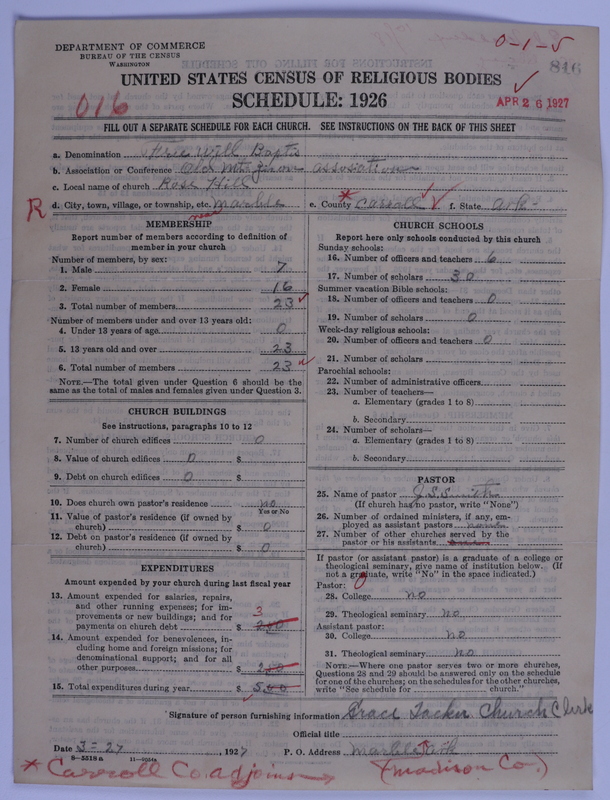 DEPARTMENT OF COMMERCE
BUREAU OF THE CENSUS
WASHINGTON
0-1-5
816
UNITED STATES CENSUS OF RELIGIOUS BODIES
016
SCHEDULE: 1926
APR 26 1927
FILL OUT A SEPARATE SCHEDULE FOR EACH CHURCH. SEE INSTRUCTIONS ON THE BACK OF THIS SHEET
a. Denomination Free Will Baptis
b. Association or Conference Old Mt Zion assosation
c. Local name of church Rose Hill
R d. City, town, village, or township, etc. near Marble e. County * Carroll f. State Ark-
MEMBERSHIP
Report number of members according to definition of member in your church
Number of members, by sex:
1. Male 7
2. Female 16
3. Total number of members 23
Number of members under and over 13 years old:
4. Under 13 years of age 0
5. 13 years old and over 23
6. Total number of members 23
NOTE.—The total given under Question 6 should be the same as the total of males and females given under Question 3.
CHURCH BUILDINGS
See instructions, paragraphs 10 to 12
7. Number of church edifices 0
8. Value of church edifices 0 $
9. Debt on church edifices 0 $
10. Does church own pastor's residence no
Yes or No
11. Value of pastor's residence (if owned by church) $ 0
12. Debt on pastor's residence (if owned by church) $ 0
EXPENDITURES
Amount expended by your church during last fiscal year
13. Amount expended for salaries, repairs, and other running expenses; for improvements or new buildings; and for payments on church debt $ 3
14. Amount expended for benevolences, including home and foreign missions; for denominational support; and for all other purposes $
15. Total expenditures during year $
CHURCH SCHOOLS
Report here only schools conducted by this church
Sunday schools:
16. Number of officers and teachers 6
17. Number of scholars 30
Summer vacation Bible schools:
18. Number of officers and teachers 0
19. Number of scholars 0
Week-day religious schools:
20. Number of officers and teachers 0
21. Number of scholars
Parochial schools:
22. Number of administrative officers
23. Number of teachers—
a. Elementary (grades 1 to 8)
b. Secondary
24. Number of scholars—
a. Elementary (grades 1 to 8)
b. Secondary
PASTOR
25. Name of pastor J. S. Smith
(If church has no pastor, write "None")
26. Number of ordained ministers, if any, employed as assistant pastors
27. Number of other churches served by the pastor or his assistants
If pastor (or assistant pastor) is a graduate of a college or theological seminary, give name of institution below. (If not a graduate, write "No" in the space indicated.)
Pastor: 0
28. College no
29. Theological seminary no
Assistant pastor:
30. College no
31. Theological seminary no
NOTE.—Where one pastor serves two or more churches, Questions 28 and 29 should be answered only on the schedule for one of the churches; on the schedules for the other churches, write "See schedule for church."
Signature of person furnishing information Grace Tacker Church Clerk
Official title
Date 3-27, 1927 P. O. Address Marble Ark
8-5518a 11-9034a
* Carroll Co. adjoins → (Madison Co.)